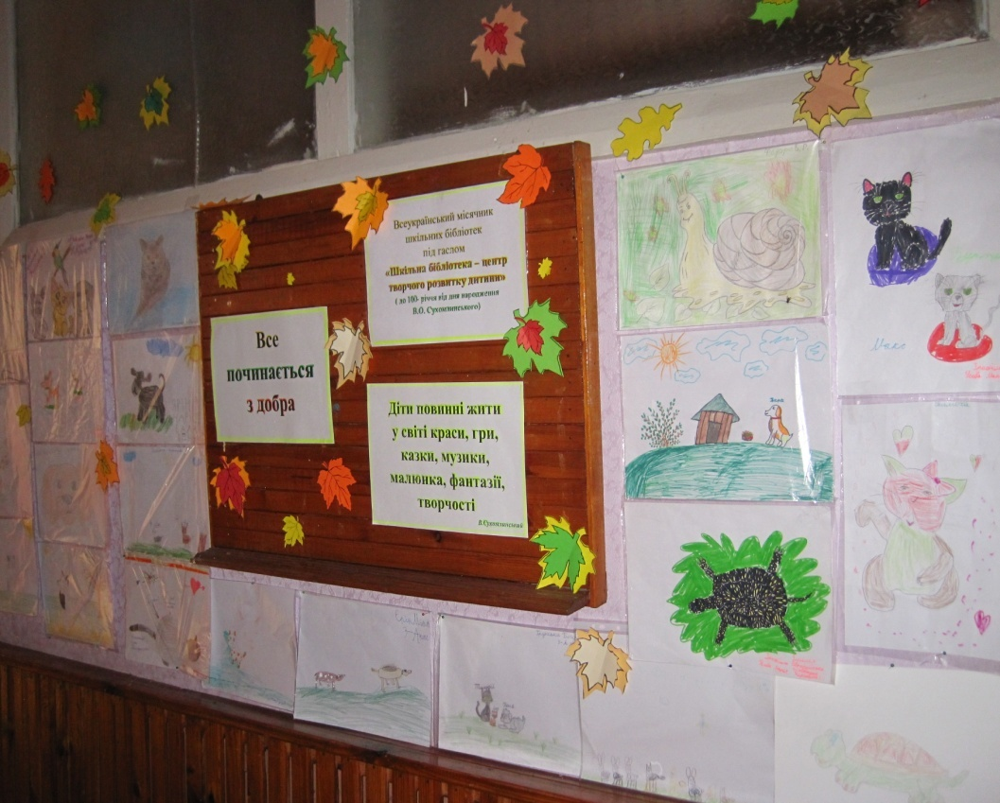 Всеукраїнський місячник
шкільних бібліотек
під гаслом
«Шкільна бібліотека – центр
творчого розвитку дитини»
( до 100- річчя від дня народження
В.О. Сухомлинського)
Все
починається
з добра
Діти повинні жити
у світі краси, гри,
казки, музики,
малюнка, фантазії,
творчості
В.Сухомлинський